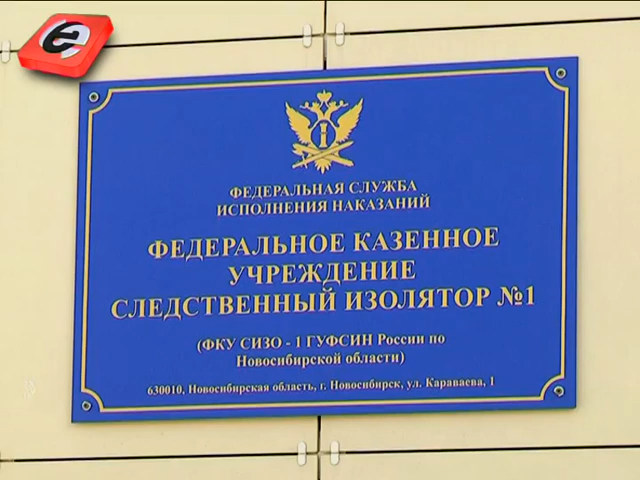 е
ФЕДЕРАЛЬНАЯ СЛУЖБА
ИСПОЛНЕНИЯ НАКАЗАНИЙ
ФЕДЕРАЛЬНОЕ КАЗЕННОЕ
УЧРЕЖДЕНИЕ
СЛЕДСТВЕННЫЙ ИЗОЛЯТОР №1
(ФКУ СИЗО - 1 ГУФСИН России по
Новосибирской области)
630010, Новосибирская область, г. Новосибирск, ул. Караваева, 1